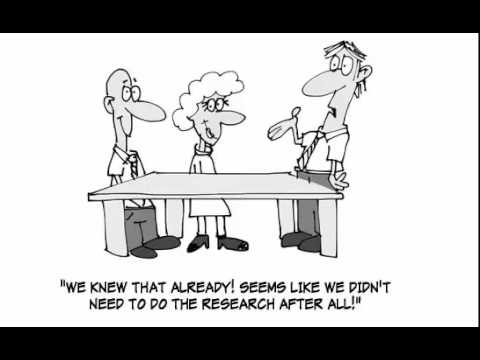 "WE KNEW THAT ALREADY! SEEMS LIKE WE DIDN'T
NEED TO DO THE RESEARCH AFTER ALL!"